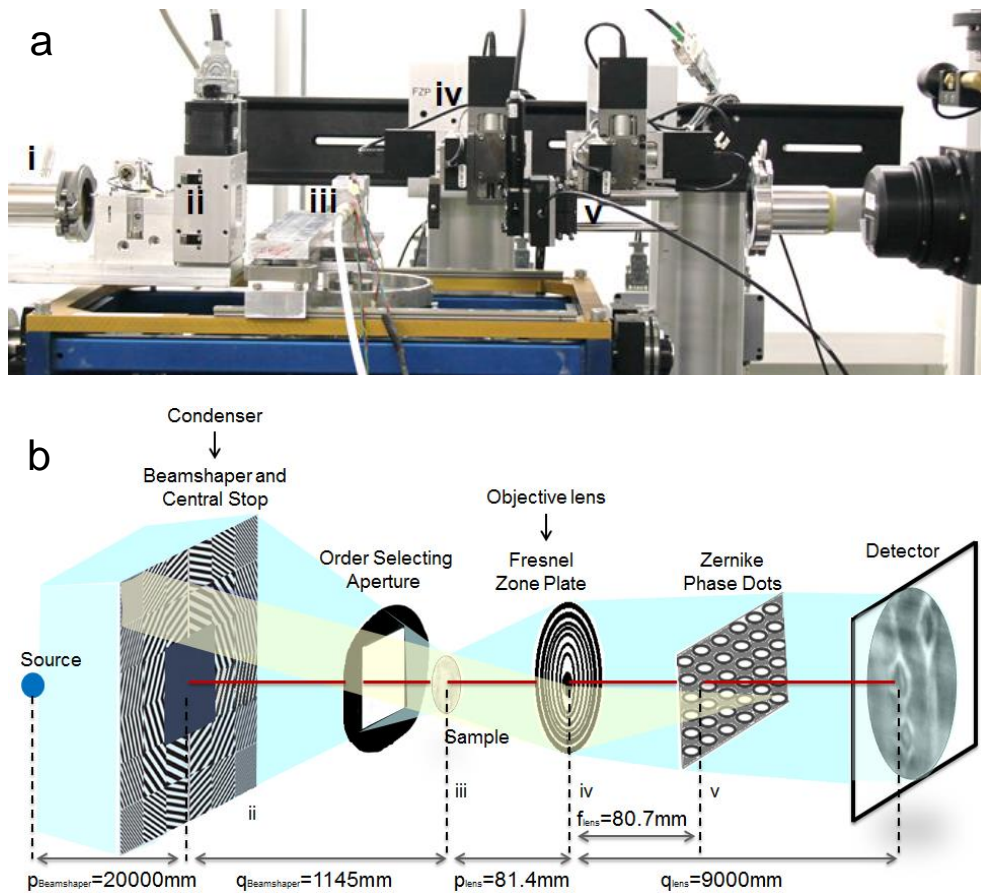 a
i
ii
iii
FZP
iv
v
b
Condenser
Beamshaper and
Central Stop
Order Selecting
Aperture
Objective lens
Fresnel
Zone Plate
Zernike
Phase Dots
Detector
Source
Sample
ii
iii
iv
v
flens=80.7mm
pBeamshaper=20000mm
qBeamshaper=1145mm
plens=81.4mm
qlens=9000mm